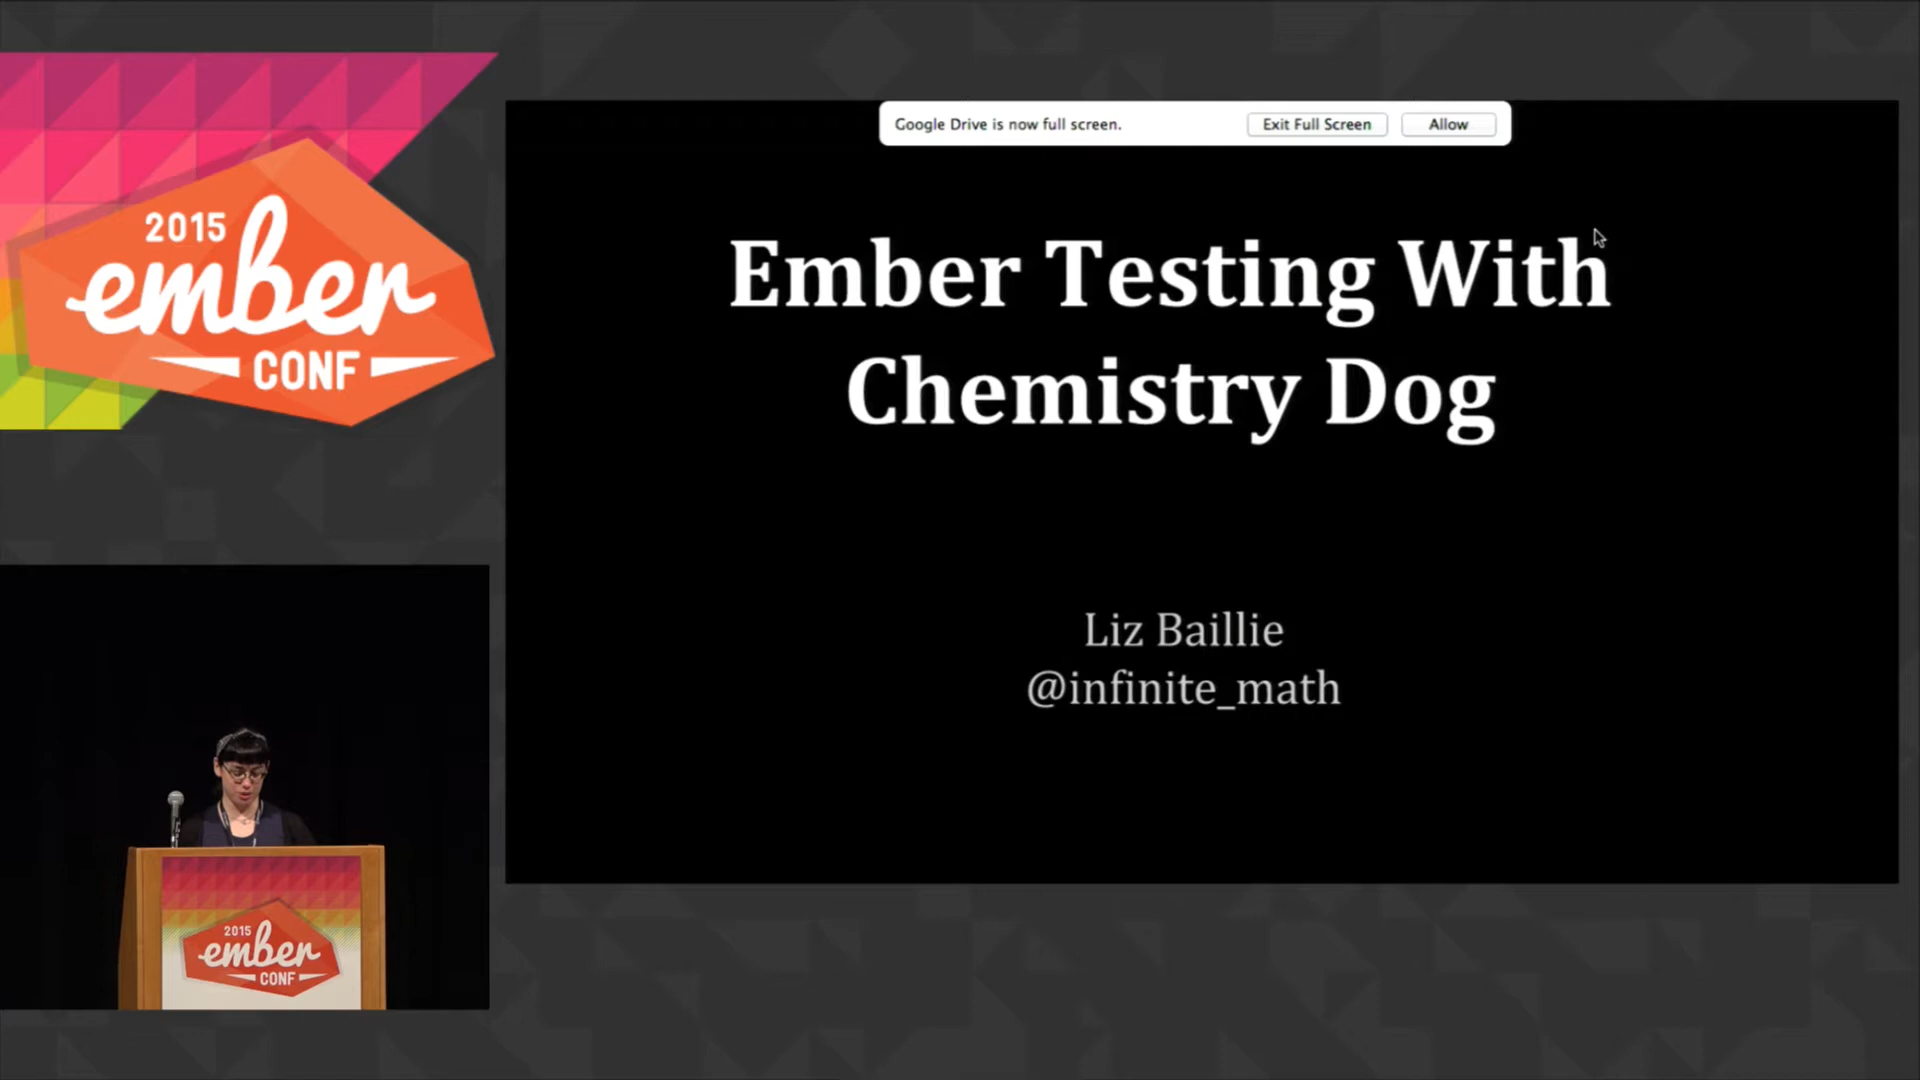 2015
ember
CONF
Google Drive is now full screen.
Exit Full Screen
Allow
Ember Testing With
Chemistry Dog
Liz Baillie
@infinite_math
2015
ember
CONF